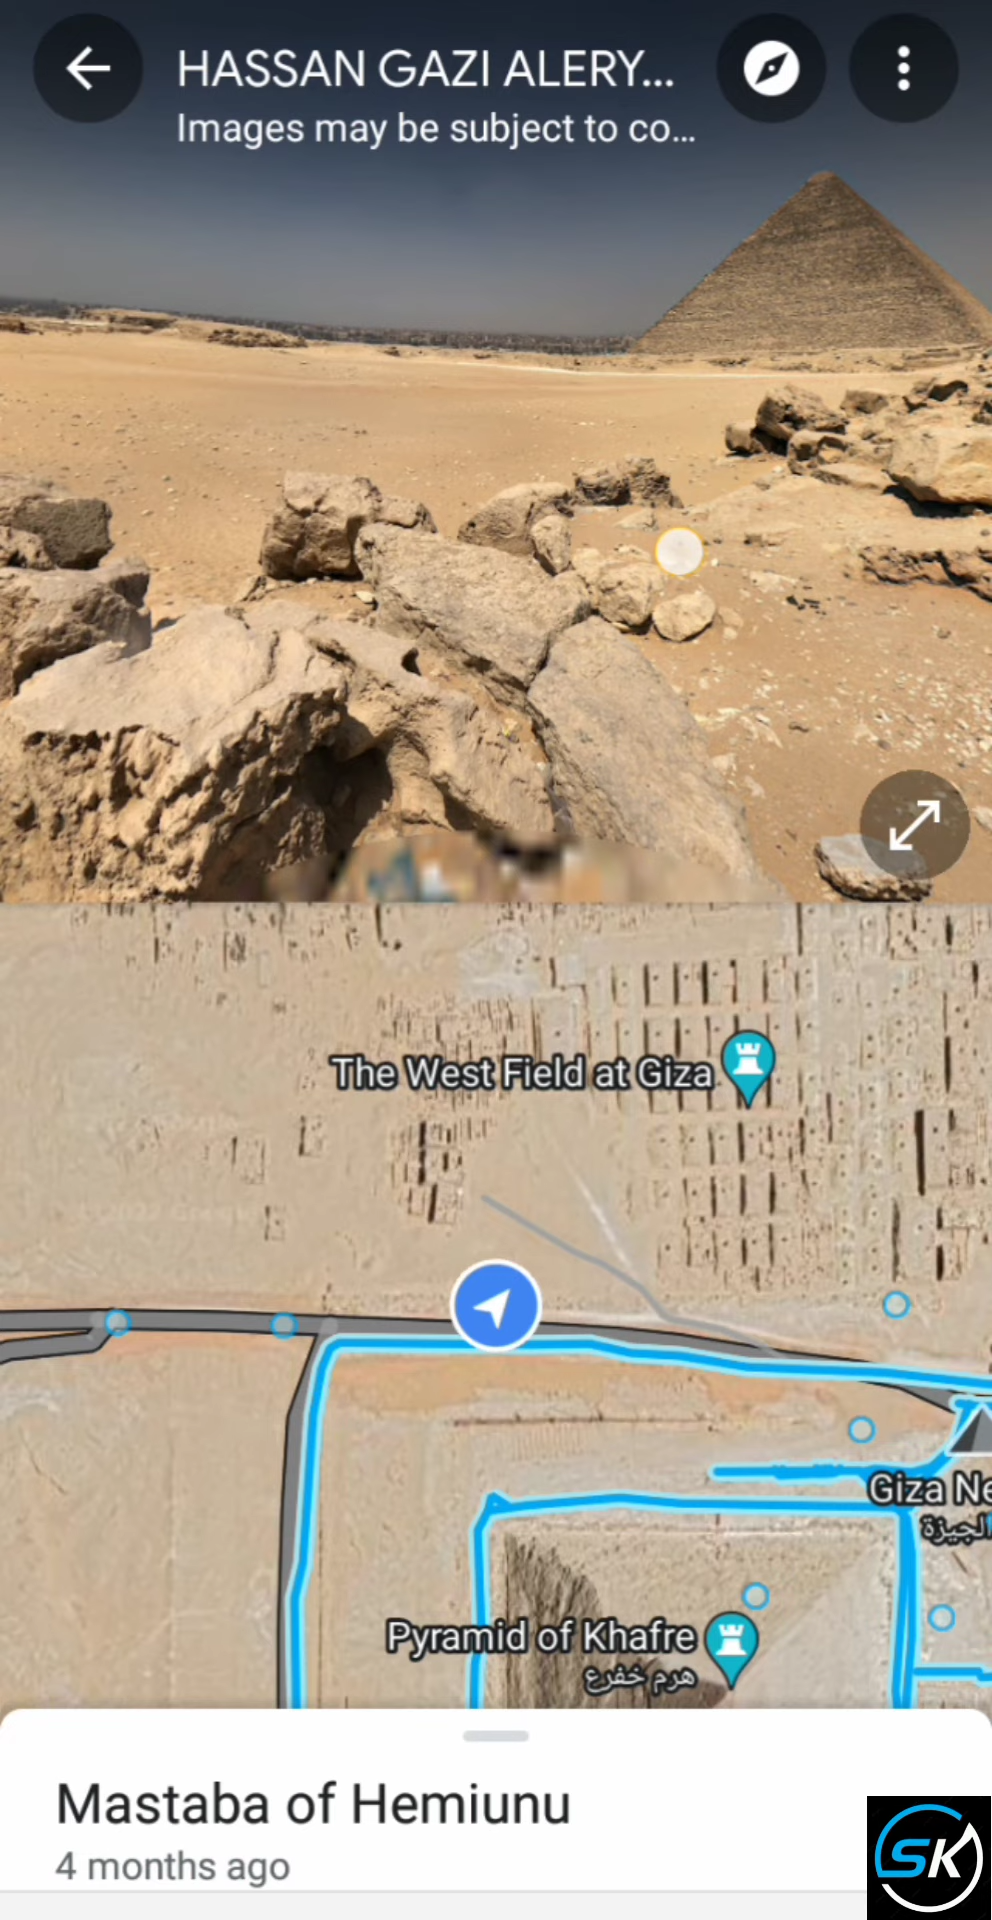 HASSAN GAZI ALERY...
Images may be subject to co...
The West Field at Giza
Giza Ne
الجيزة
Pyramid of Khafre
هرم خفرع
Mastaba of Hemiunu
4 months ago
SK